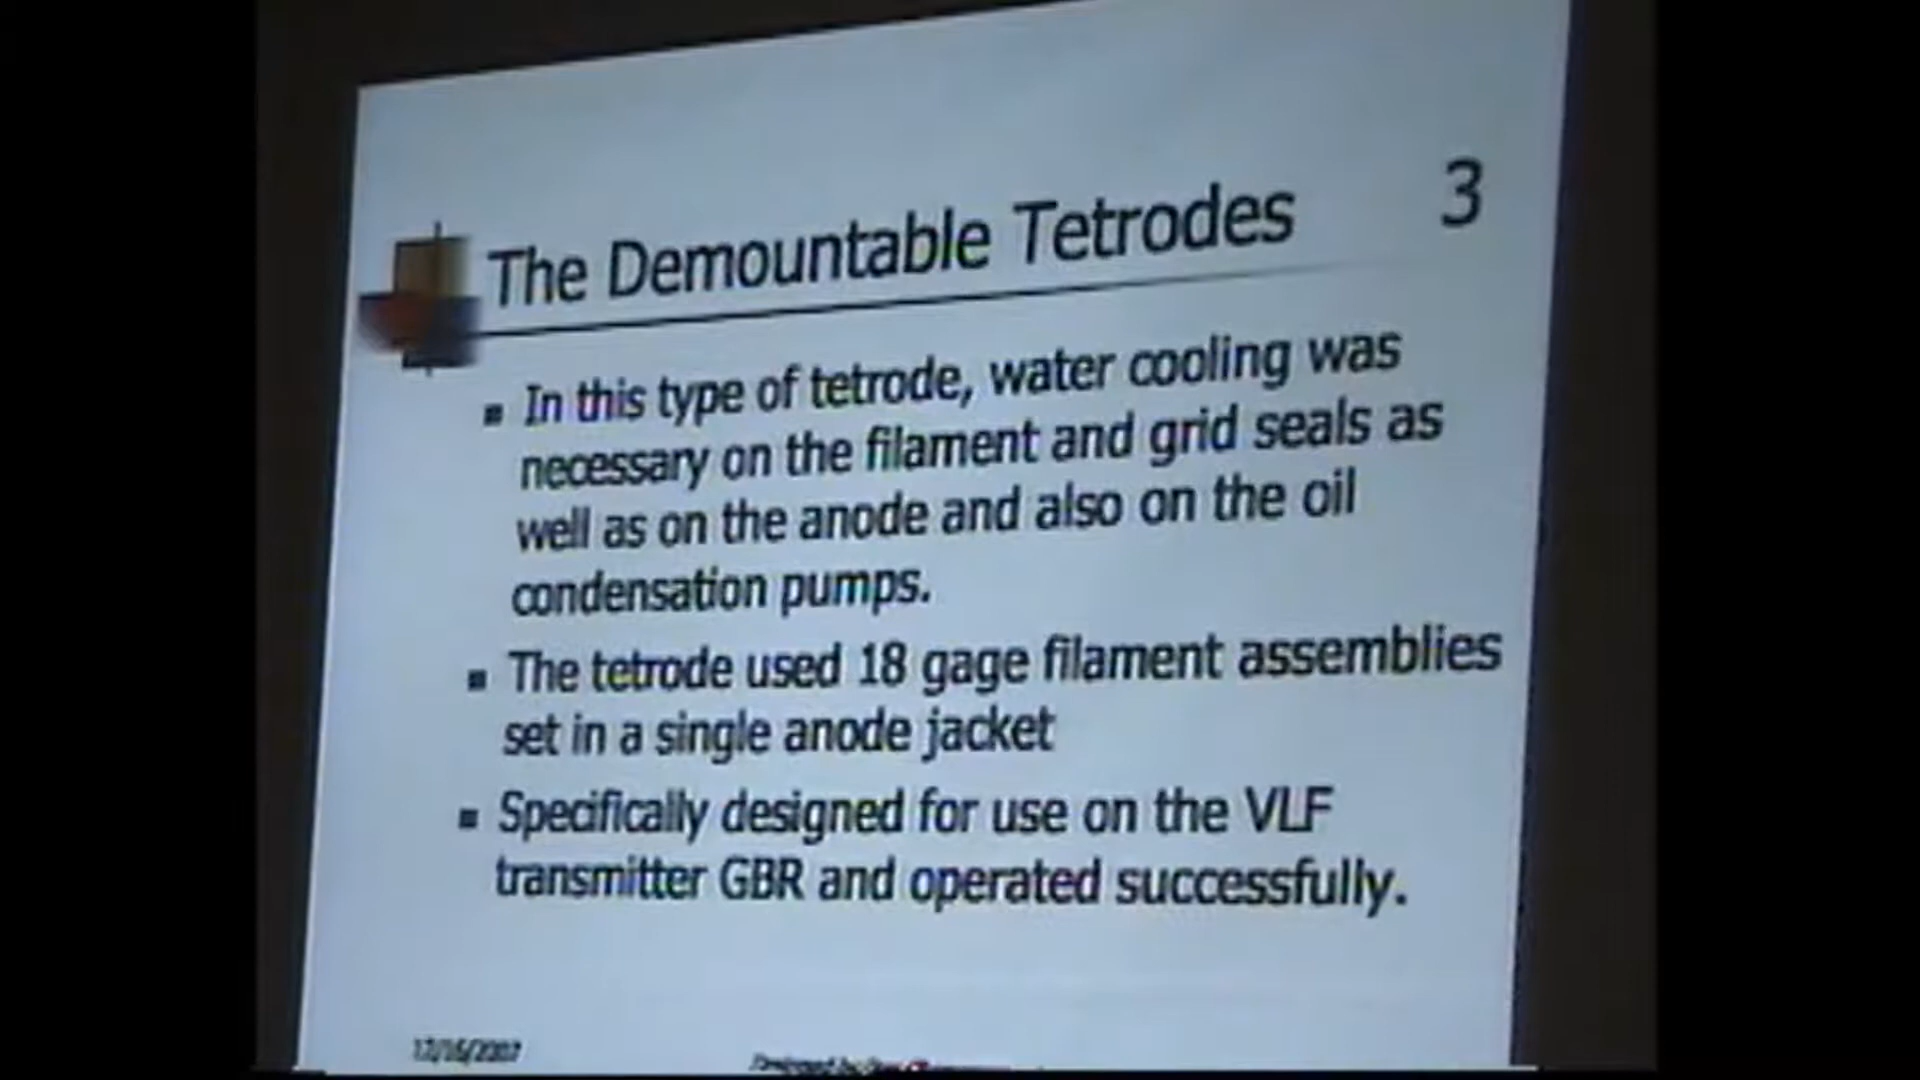 The Demountable Tetrodes 3
In this type of tetrode, water cooling was
necessary on the filament and grid seals as
well as on the anode and also on the oil
condensation pumps.
The tetrode used 18 gage filament assemblies
set in a single anode jacket
Specifically designed for use on the VLF
transmitter GBR and operated successfully.